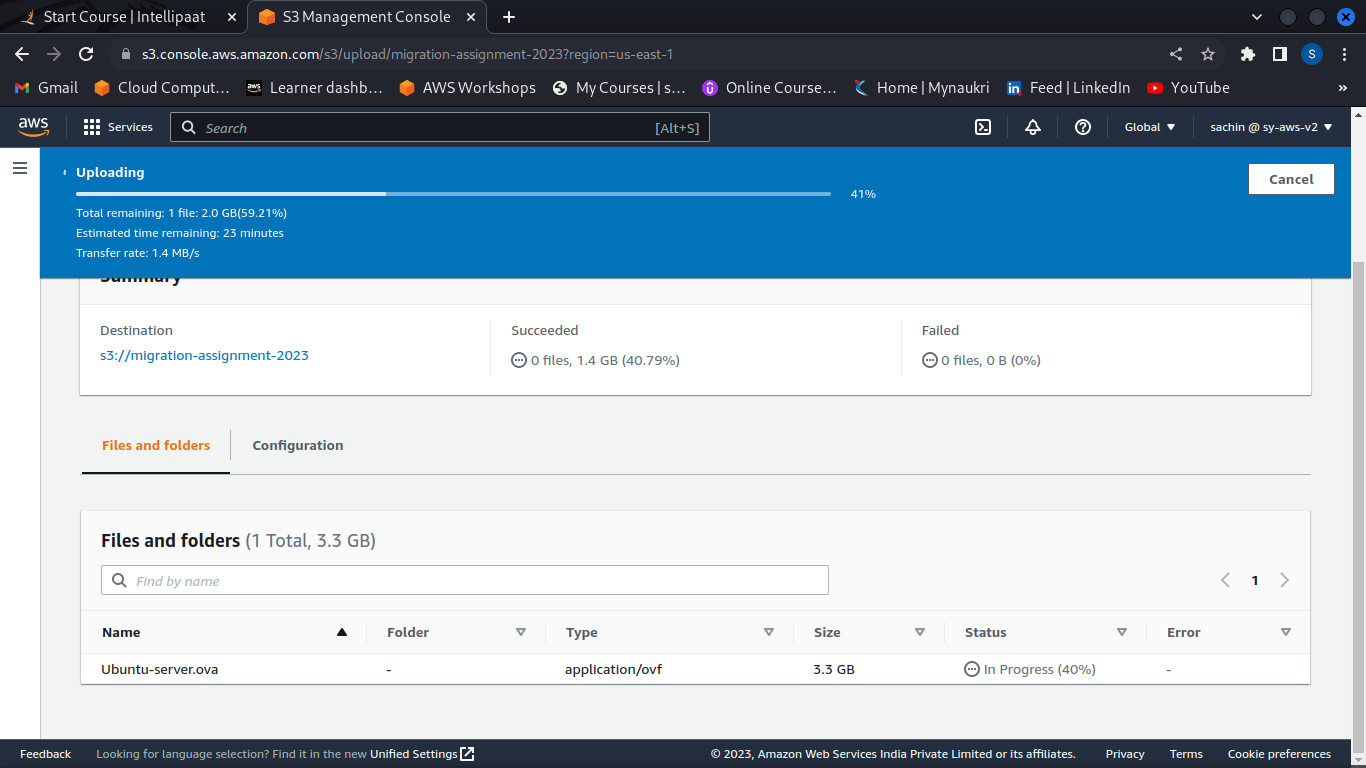 Start Course | Intellipaat
S3 Management Console
s3.console.aws.amazon.com/s3/upload/migration-assignment-2023?region=us-east-1
S
Gmail
Cloud Comput...
aws
Learner dashb...
AWS Workshops
My Courses | s...
Online Course...
Home | Mynaukri
Feed | LinkedIn
YouTube
»
aws
Services
Search
[Alt+S]
Global
sachin @ sy-aws-v2
Uploading
41%
Cancel
Total remaining: 1 file: 2.0 GB(59.21%)
Estimated time remaining: 23 minutes
Transfer rate: 1.4 MB/s
Summary
Destination
s3://migration-assignment-2023
Succeeded
0 files, 1.4 GB (40.79%)
Failed
0 files, 0 B (0%)
Files and folders
Configuration
Files and folders (1 Total, 3.3 GB)
Find by name
1
Name
Folder
Type
Size
Status
Error
Ubuntu-server.ova
-
application/ovf
3.3 GB
In Progress (40%)
-
Feedback
Looking for language selection? Find it in the new Unified Settings
© 2023, Amazon Web Services India Private Limited or its affiliates.
Privacy
Terms
Cookie preferences